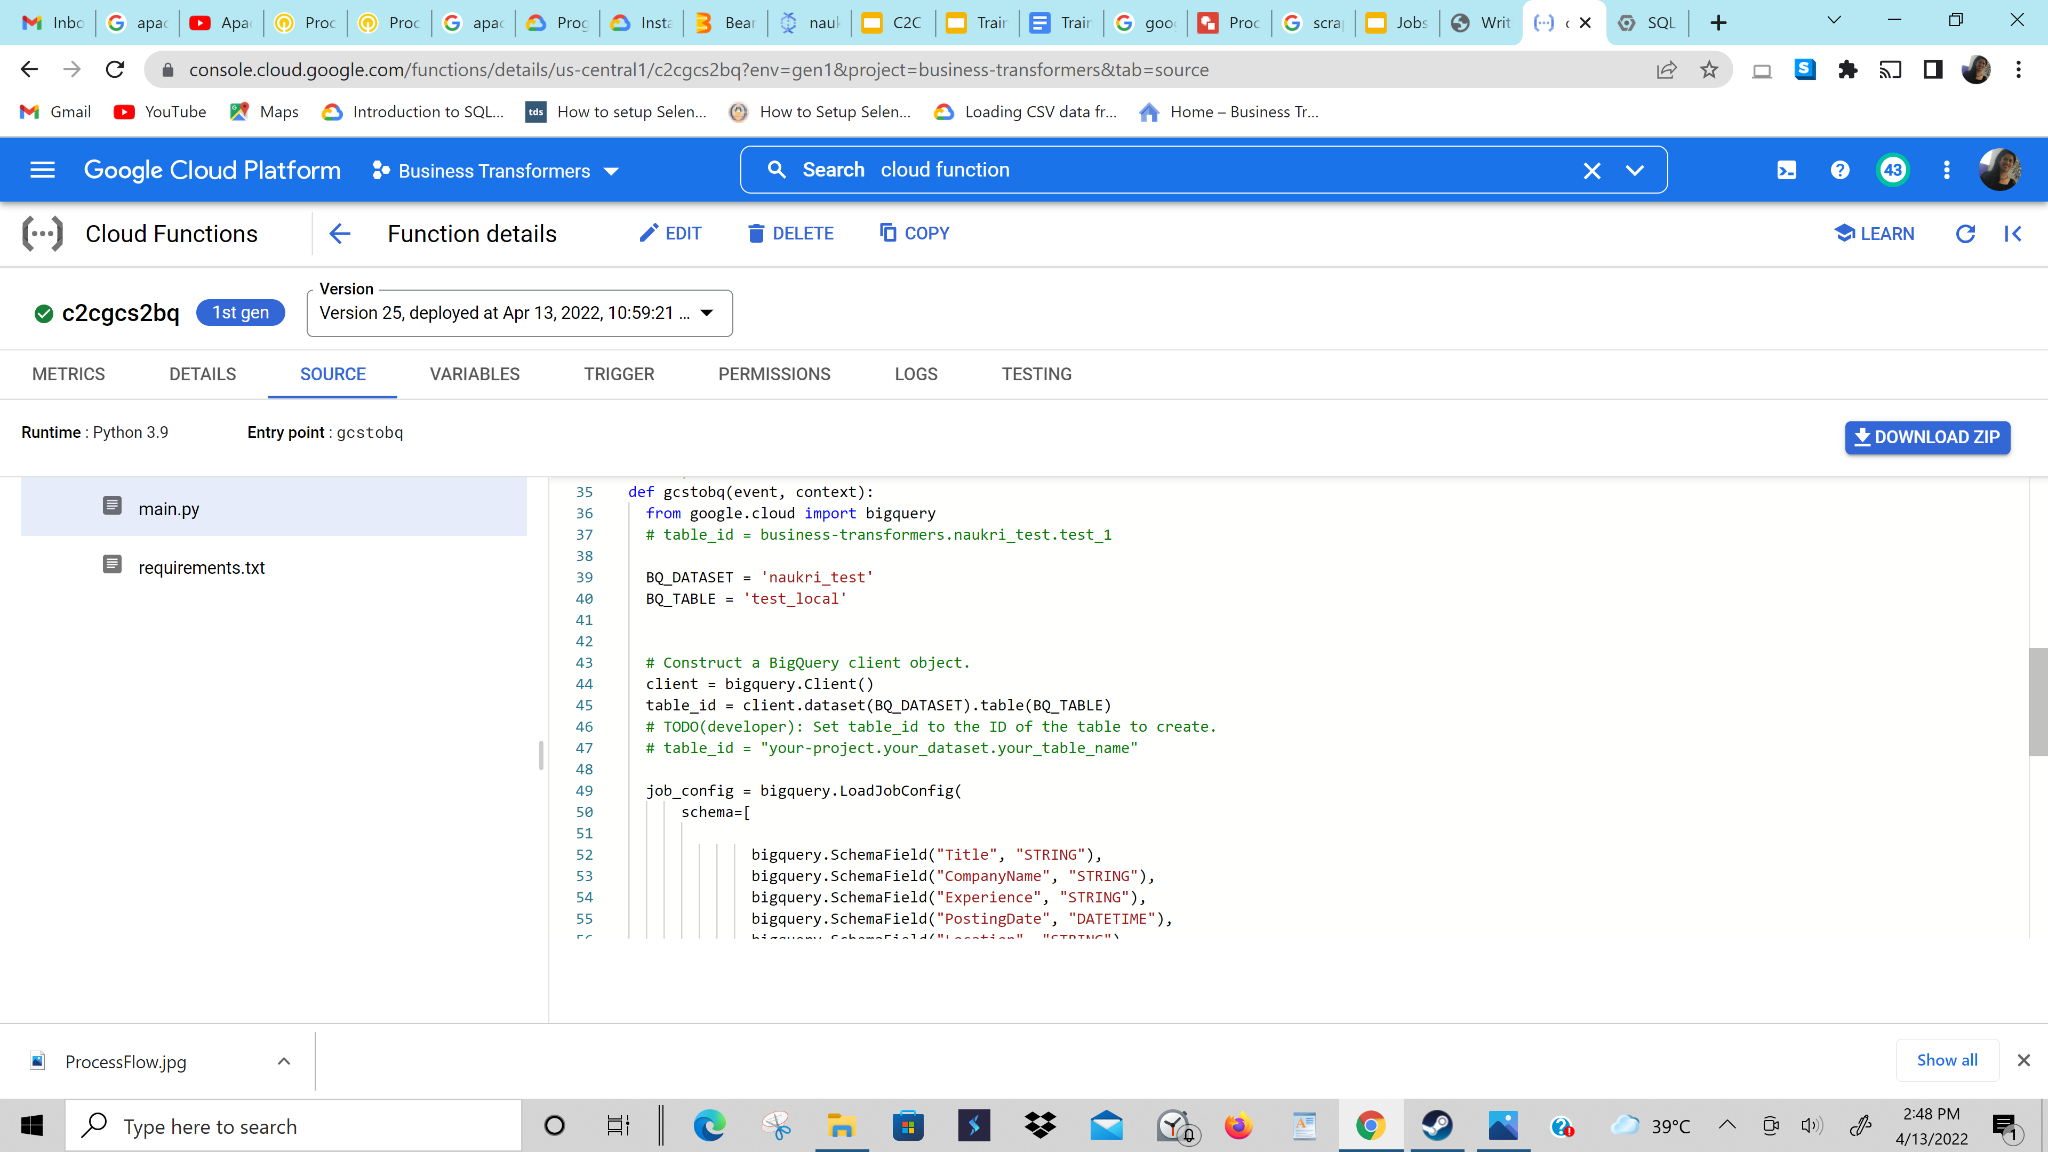 Inbo apac Apa Proc Proc apac Prog Insta Bear nauk C2C Trair Trair goo Proc scra Jobs Writ SQL
console.cloud.google.com/functions/details/us-central1/c2cgcs2bq?env=gen1&project=business-transformers&tab=source
Gmail YouTube Maps Introduction to SQL... tds How to setup Selen... How to Setup Selen... Loading CSV data fr... Home – Business Tr...
Google Cloud Platform Business Transformers Search cloud function 43
Cloud Functions Function details EDIT DELETE COPY LEARN
Version
c2cgcs2bq 1st gen Version 25, deployed at Apr 13, 2022, 10:59:21 ...
METRICS DETAILS SOURCE VARIABLES TRIGGER PERMISSIONS LOGS TESTING
Runtime : Python 3.9 Entry point : gcstobq DOWNLOAD ZIP
main.py
requirements.txt
35 def gcstobq(event, context):
36 from google.cloud import bigquery
37 # table_id = business-transformers.naukri_test.test_1
38
39 BQ_DATASET = 'naukri_test'
40 BQ_TABLE = 'test_local'
41
42
43 # Construct a BigQuery client object.
44 client = bigquery.Client()
45 table_id = client.dataset(BQ_DATASET).table(BQ_TABLE)
46 # TODO(developer): Set table_id to the ID of the table to create.
47 # table_id = "your-project.your_dataset.your_table_name"
48
49 job_config = bigquery.LoadJobConfig(
50 schema=[
51
52 bigquery.SchemaField("Title", "STRING"),
53 bigquery.SchemaField("CompanyName", "STRING"),
54 bigquery.SchemaField("Experience", "STRING"),
55 bigquery.SchemaField("PostingDate", "DATETIME"),
56 bigquery.SchemaField("Location", "STRING")
ProcessFlow.jpg Show all
Type here to search 39°C 2:48 PM
4/13/2022 1